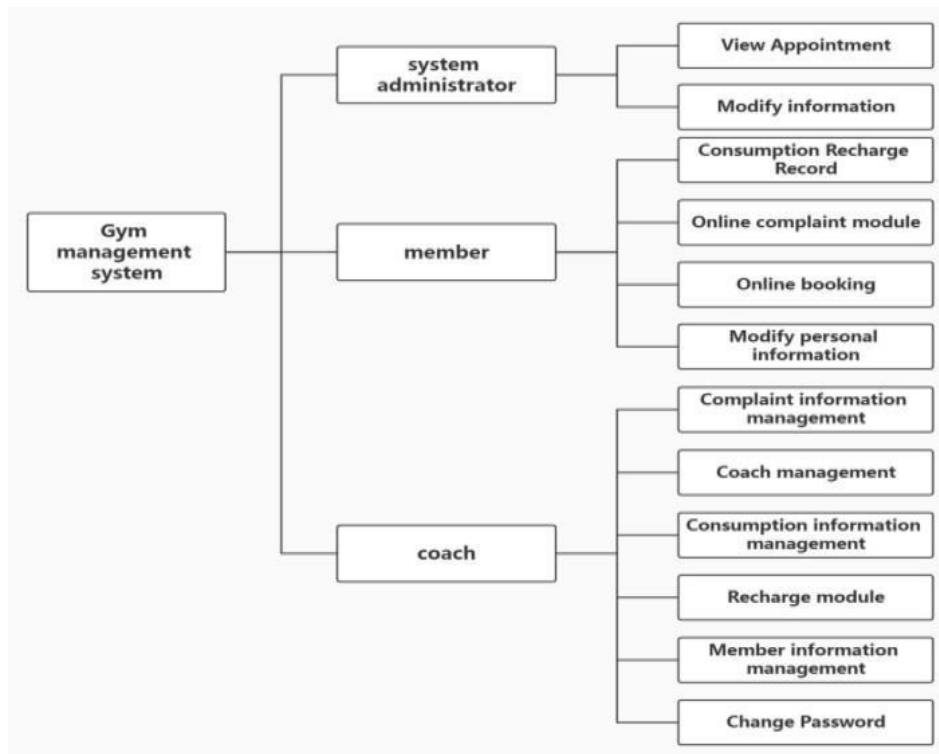 Gym
management
system
system
administrator
View Appointment
Modify information
member
Consumption Recharge
Record
Online complaint module
Online booking
Modify personal
information
coach
Complaint information
management
Coach management
Consumption information
management
Recharge module
Member information
management
Change Password